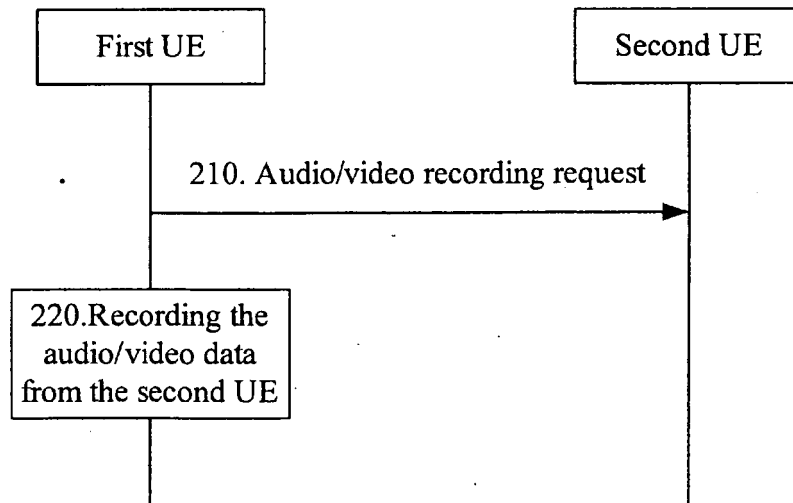 First UE
Second UE
210. Audio/video recording request
220.Recording the
audio/video data
from the second UE